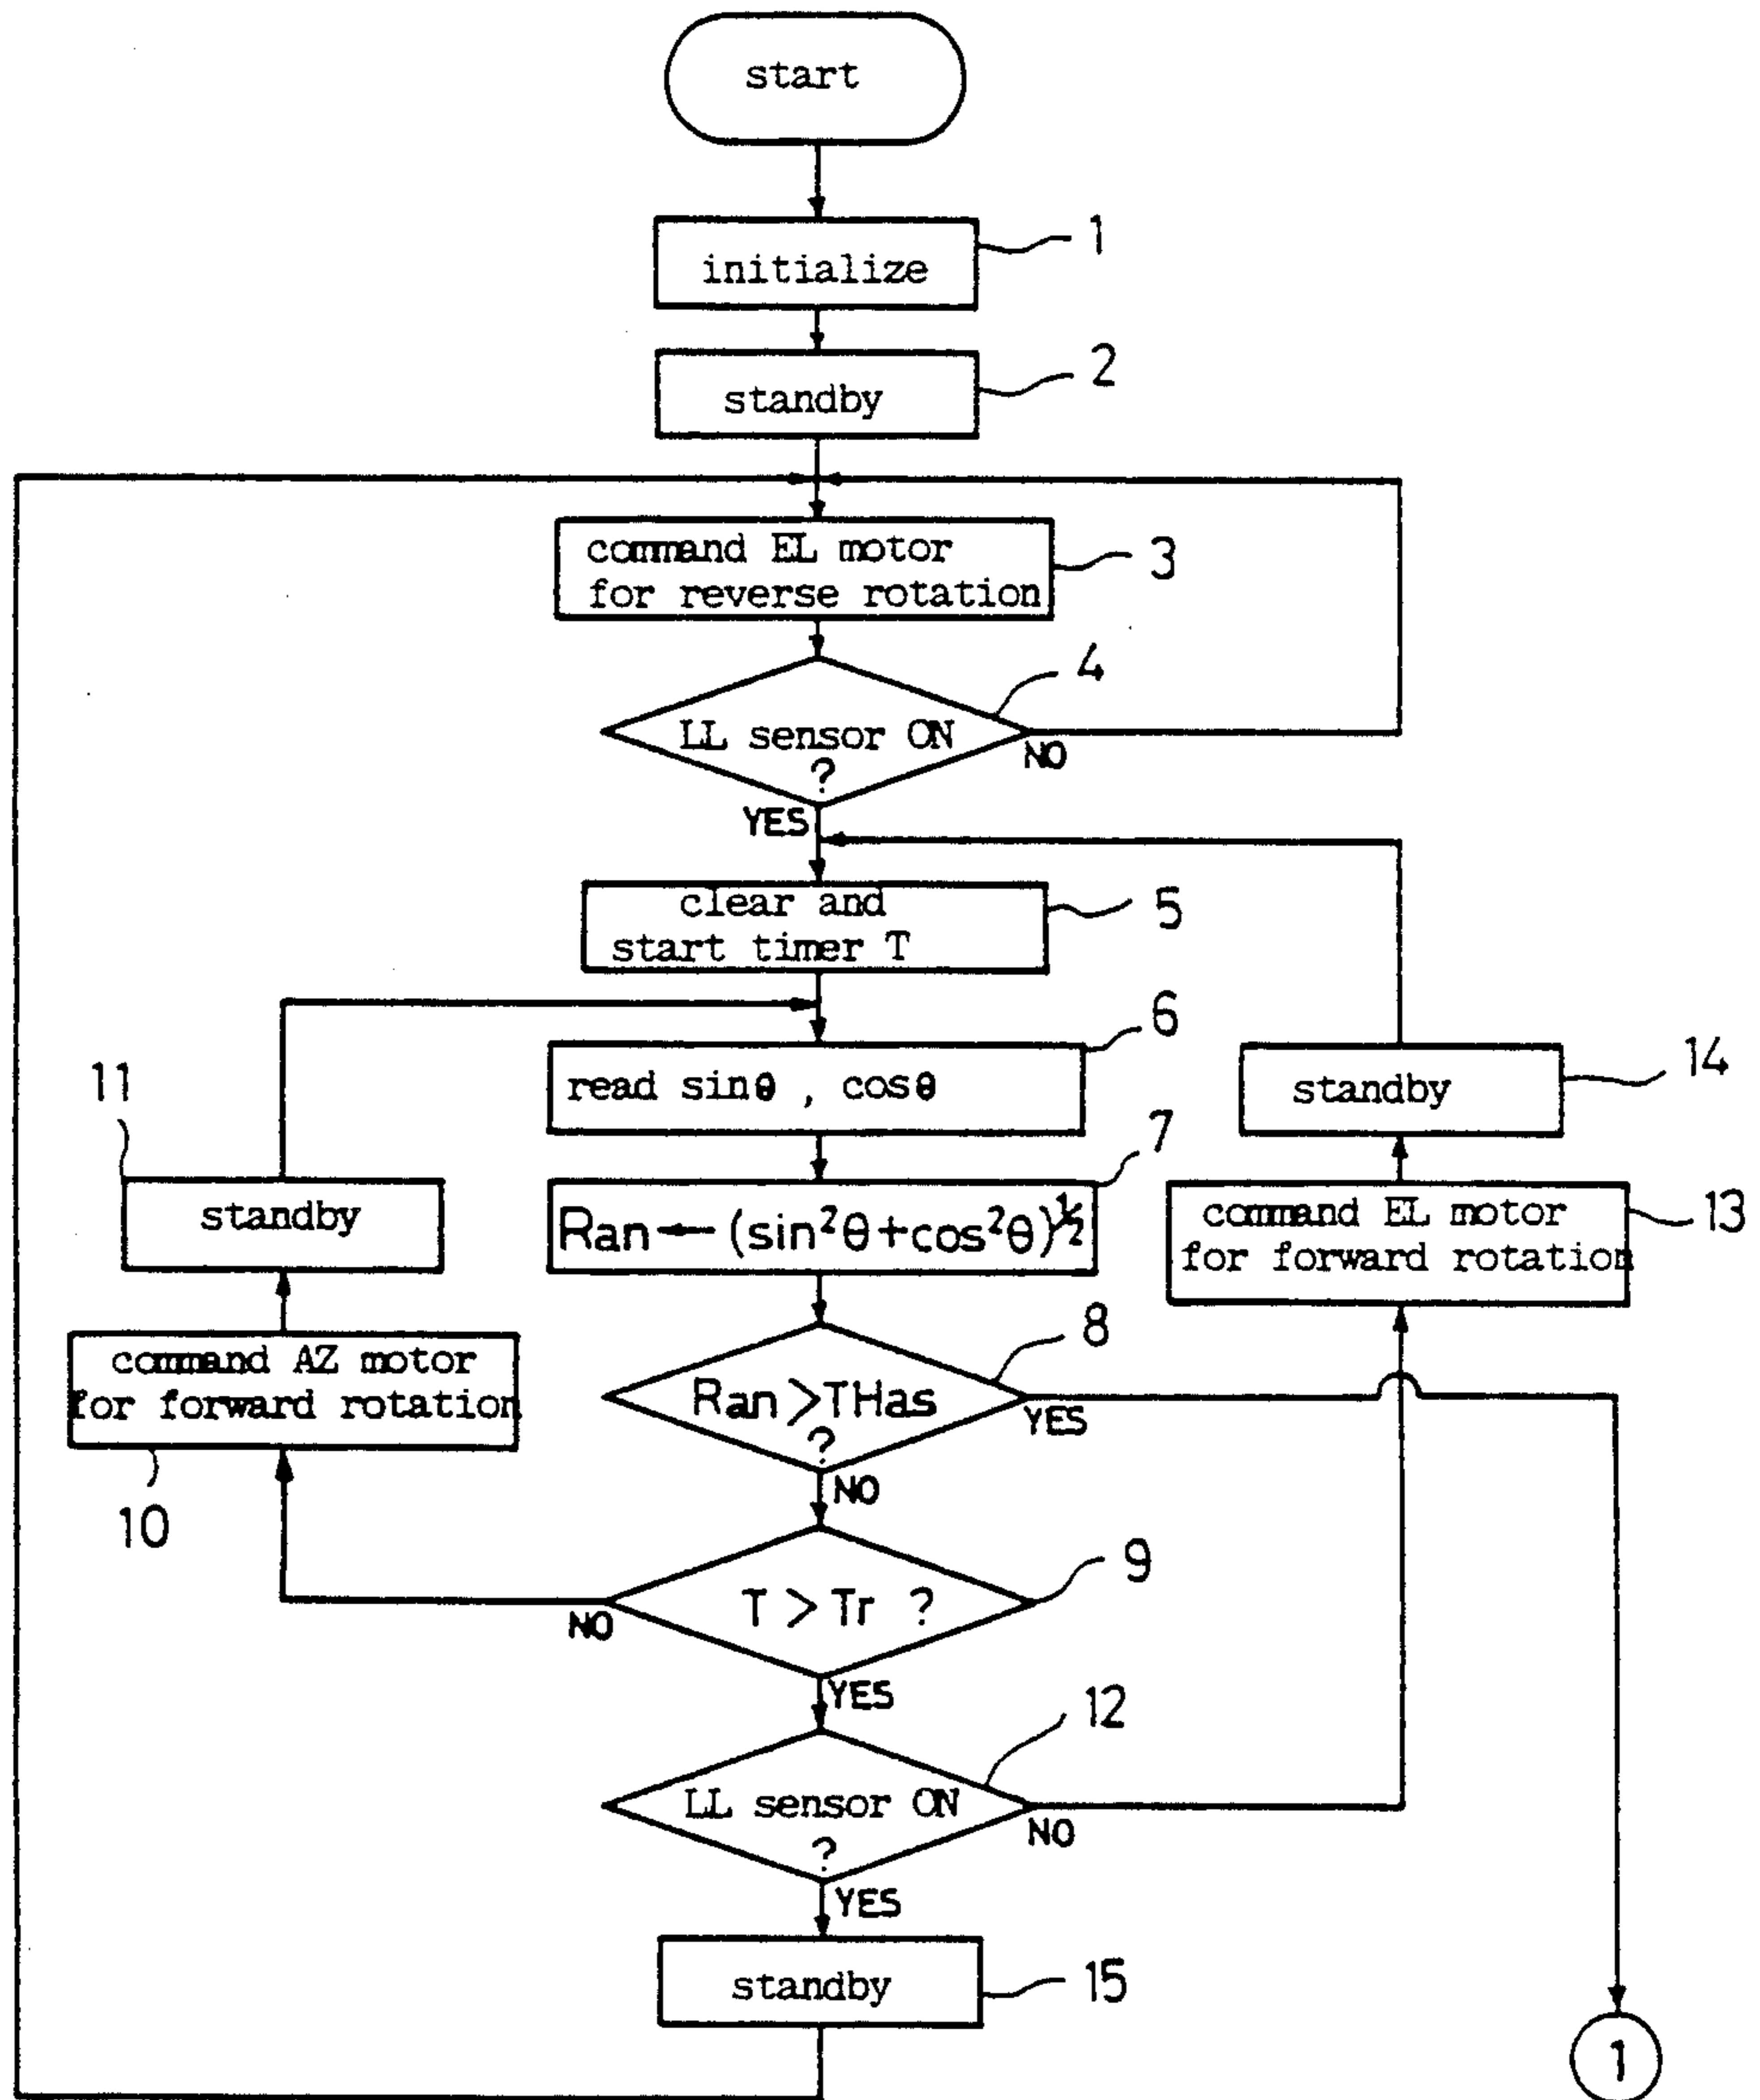 start
initialize
1
standby
2
command EL motor
for reverse rotation
3
LL sensor ON
?
4
NO
YES
clear and
start timer T
5
read sinθ , cosθ
6
standby
11
Ran ← (sin²θ+cos²θ)½
7
standby
14
command EL motor
for forward rotation
13
command AZ motor
for forward rotation
10
Ran > THas
?
8
YES
NO
T > Tr ?
9
NO
YES
LL sensor ON
?
12
NO
YES
standby
15
1